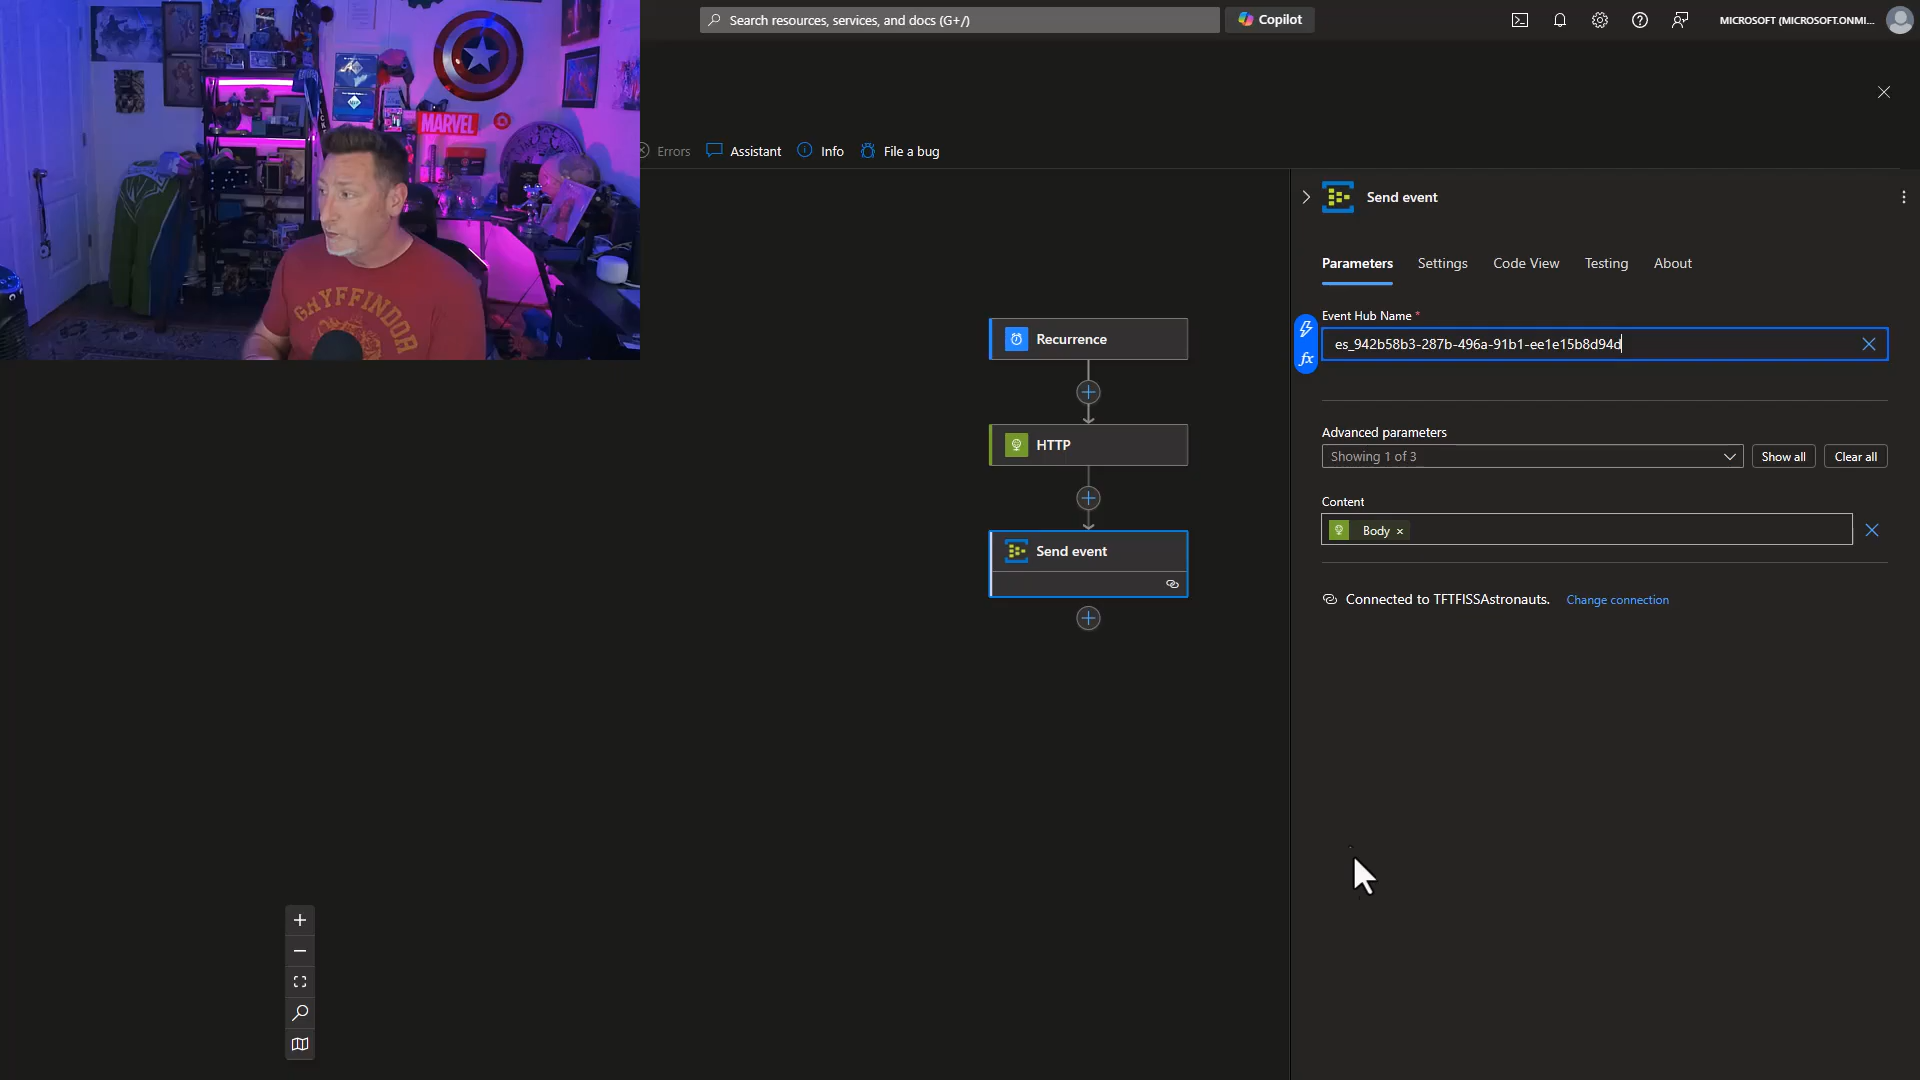 Search resources, services, and docs (G+/)
Copilot
MICROSOFT (MICROSOFT.ONMI...
MARVEL
GAYFFINDOR
Errors
Assistant
Info
File a bug
Send event
Parameters
Settings
Code View
Testing
About
Event Hub Name *
es_942b58b3-287b-496a-91b1-ee1e15b8d94d
fx
Recurrence
Advanced parameters
Showing 1 of 3
Show all
Clear all
HTTP
Content
Body
Send event
Connected to TFTFISSAstronauts.
Change connection